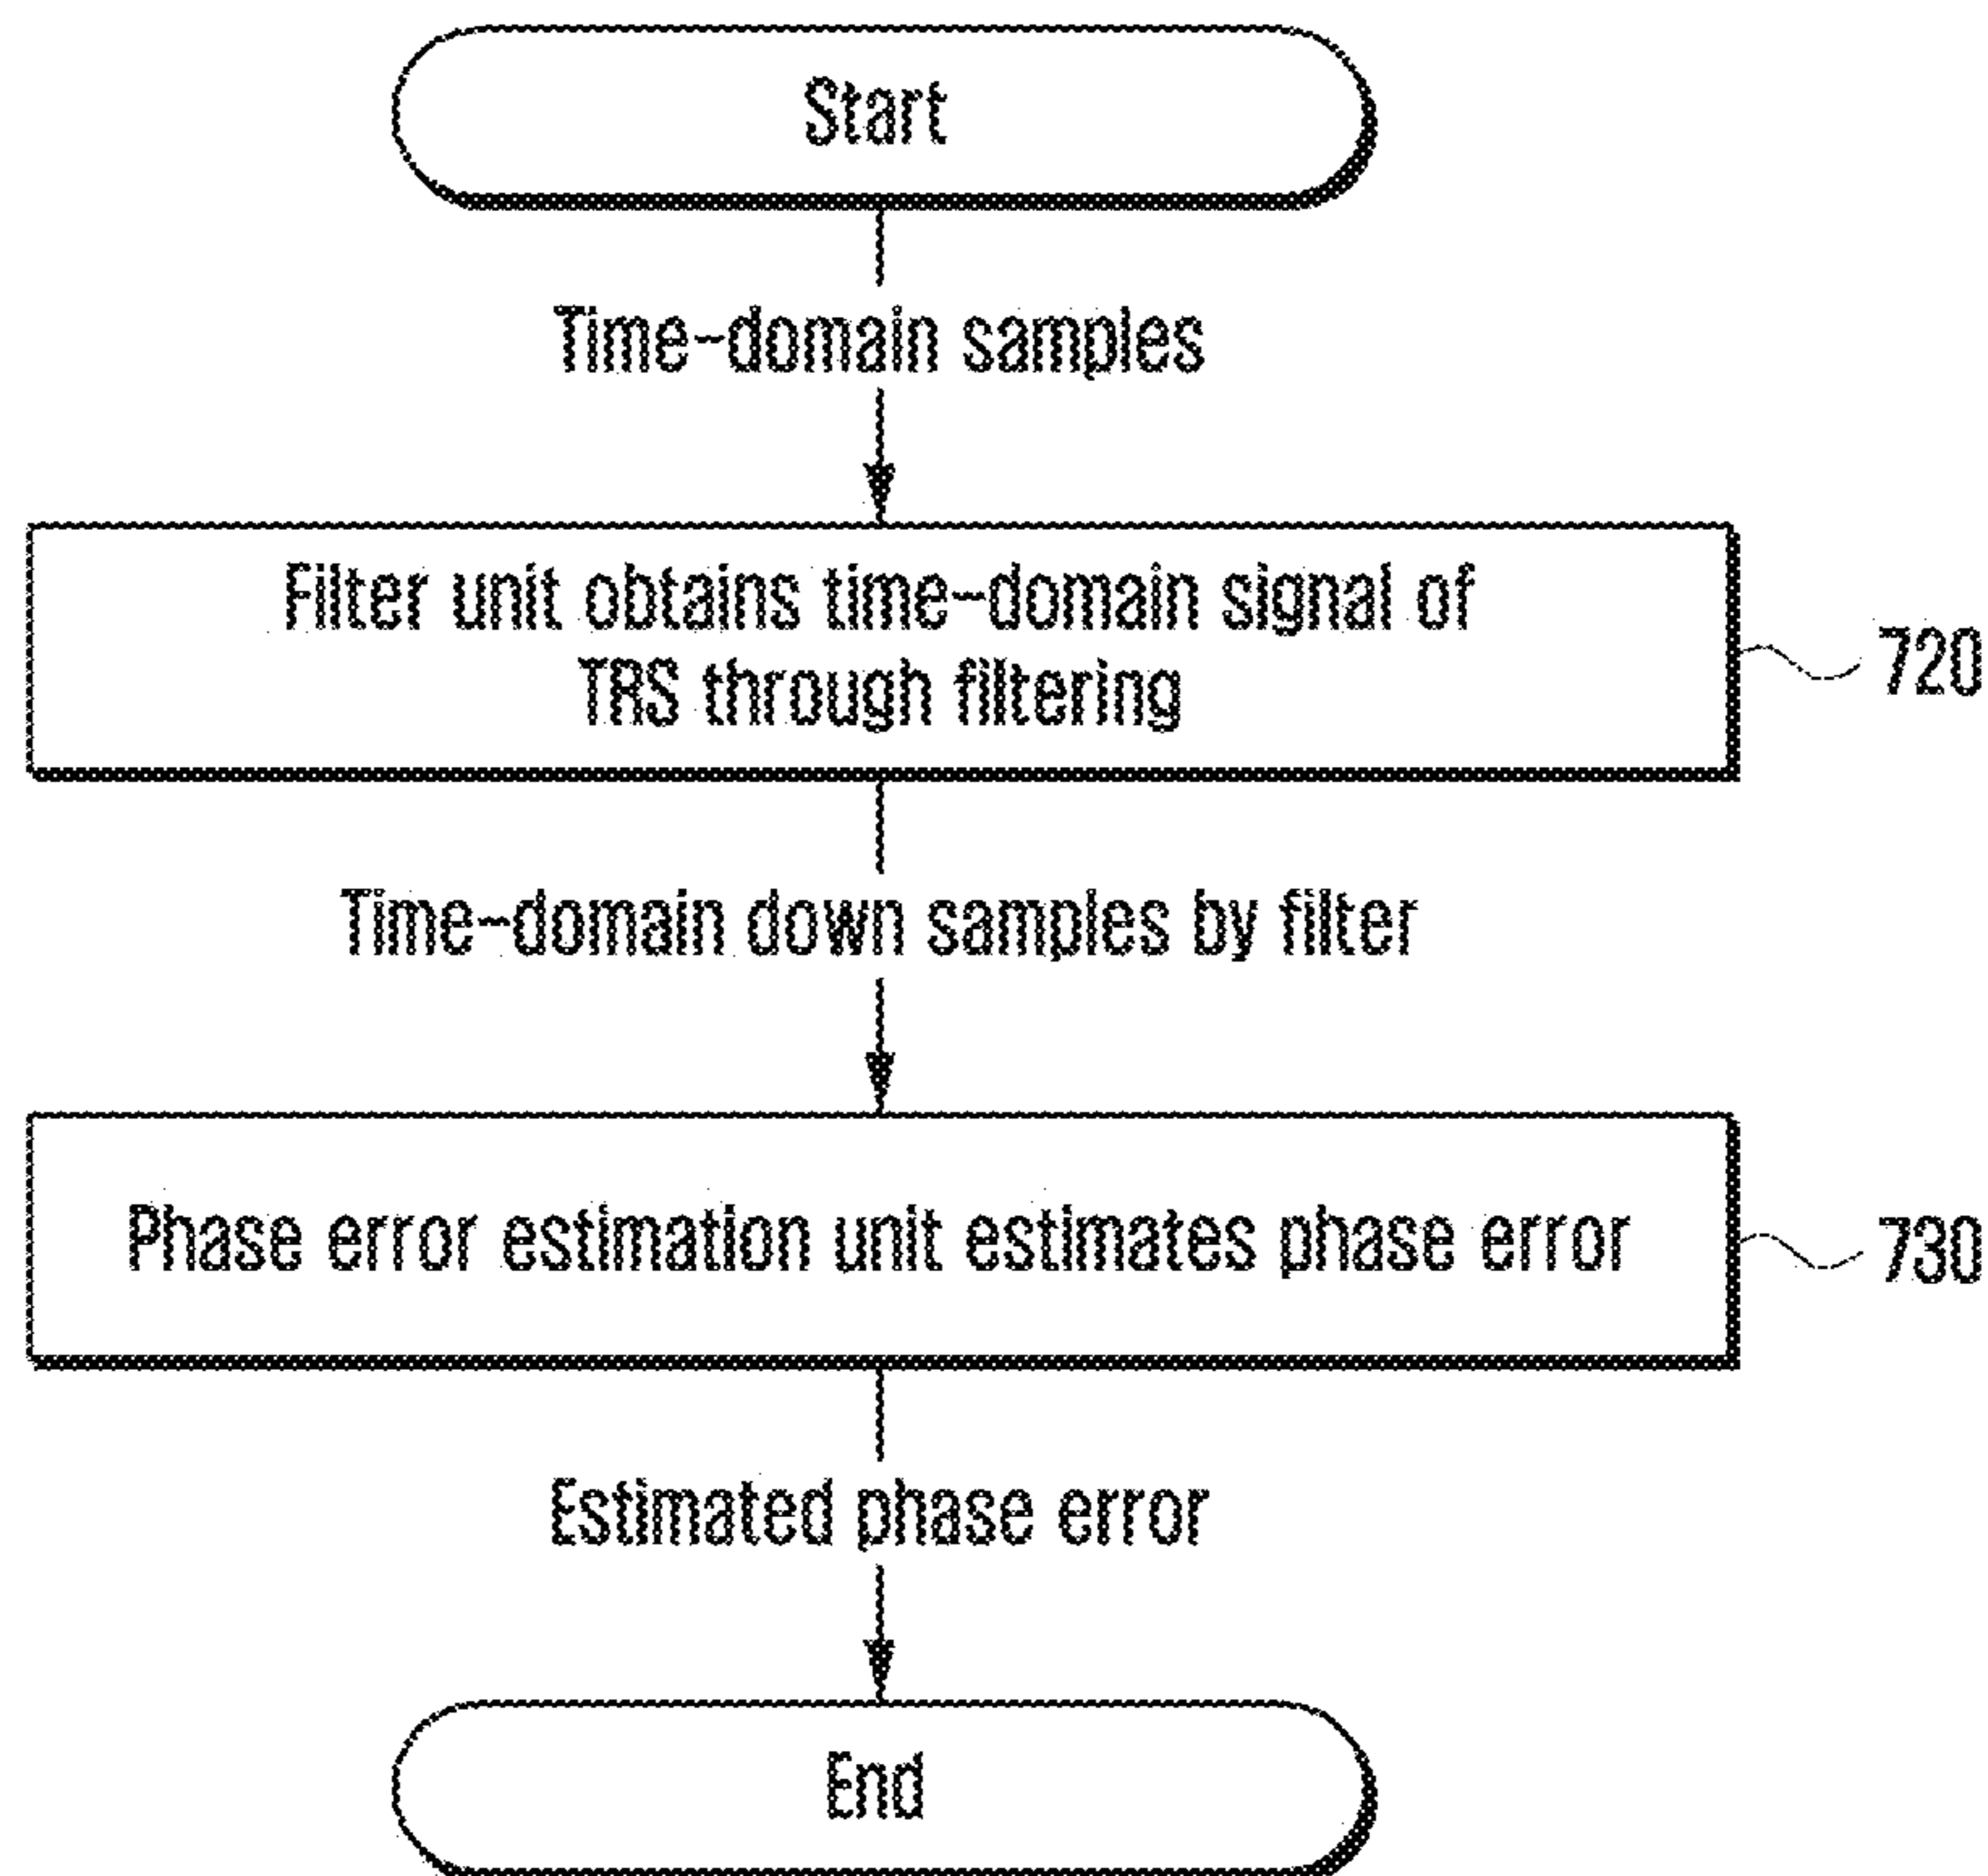 Start
Time-domain samples
Filter unit obtains time-domain signal of
TRS through filtering
720
Time-domain down samples by filter
Phase error estimation unit estimates phase error
730
Estimated phase error
End